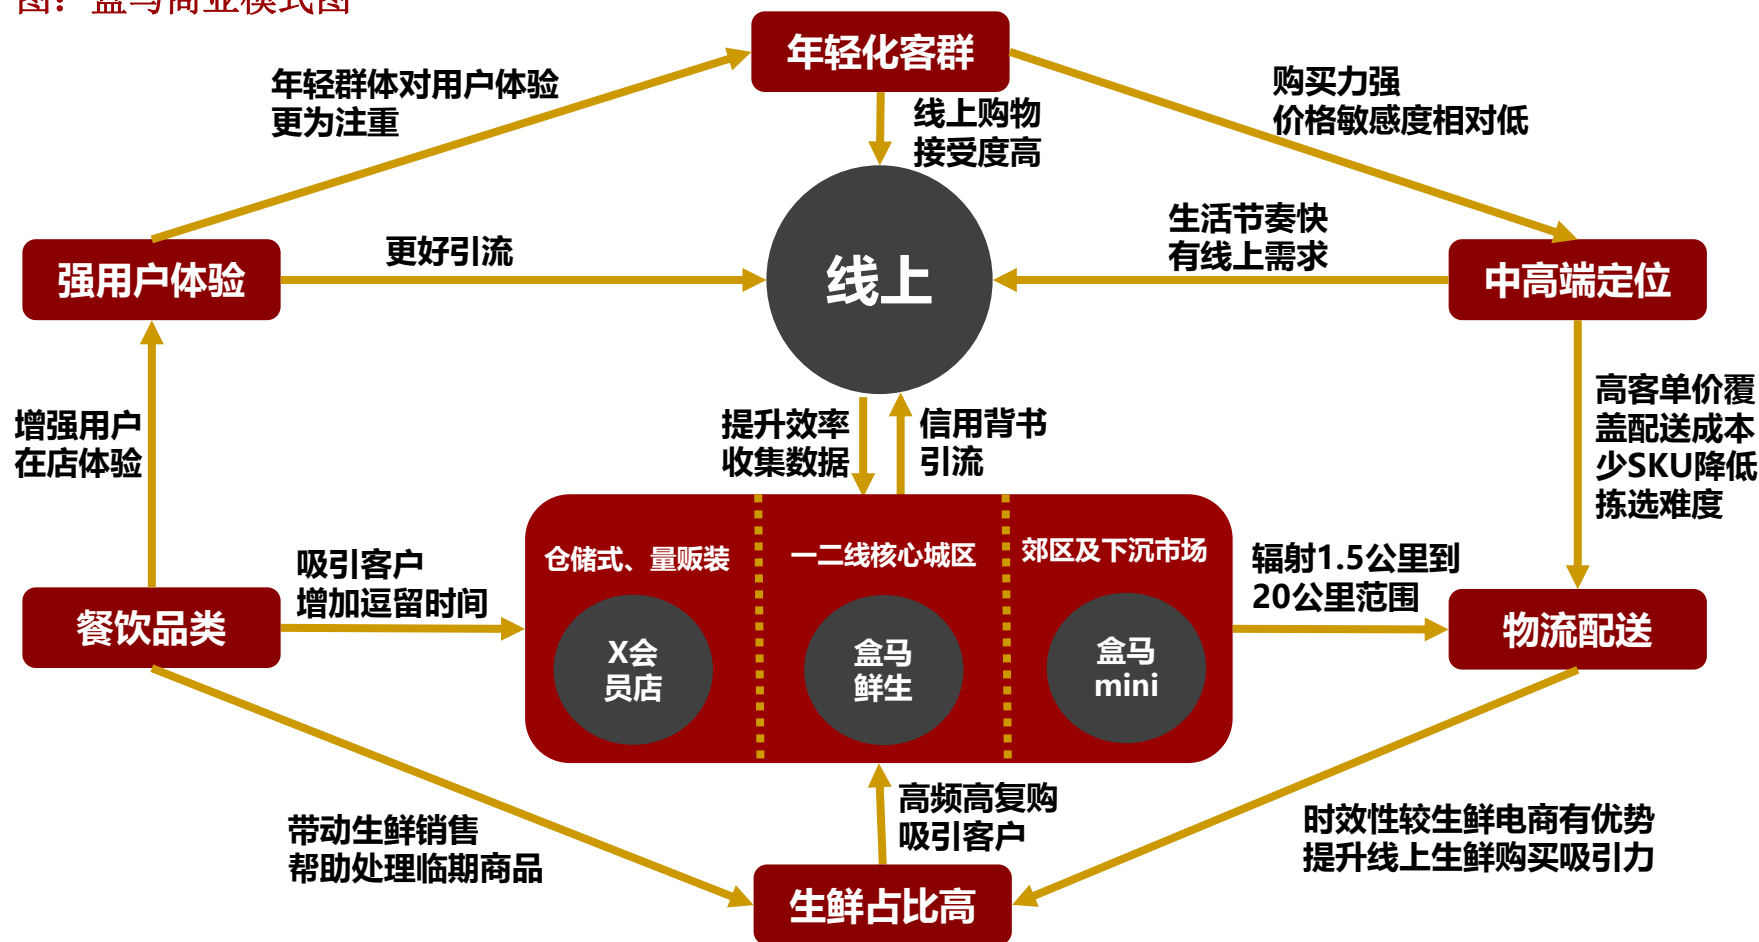 图：盒马商业模式图
年轻化客群
年轻群体对用户体验
更为注重
线上购物
接受度高
购买力强
价格敏感度相对低
强用户体验
更好引流
线上
生活节奏快
有线上需求
中高端定位
增强用户
在店体验
提升效率
收集数据
信用背书
引流
高客单价覆
盖配送成本
少SKU降低
拣选难度
餐饮品类
吸引客户
增加逗留时间
仓储式、量贩装
X会
员店
一二线核心城区
盒马
鲜生
郊区及下沉市场
盒马
mini
辐射1.5公里到
20公里范围
物流配送
带动生鲜销售
帮助处理临期商品
高频高复购
吸引客户
时效性较生鲜电商有优势
提升线上生鲜购买吸引力
生鲜占比高